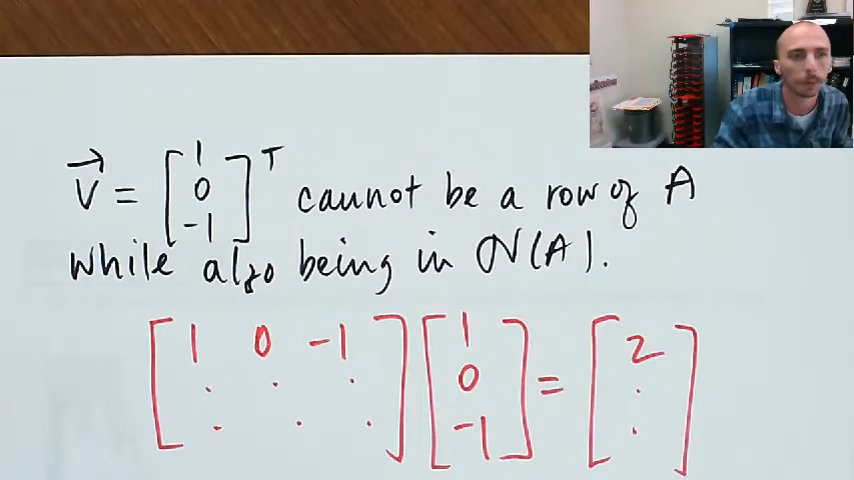 →
V = [ 1 0 -1 ]ᵀ cannot be a row of A
while also being in N(A).
[ 1 0 -1 . . . . . . ] [ 1 0 -1 ] = [ 2 . . ]